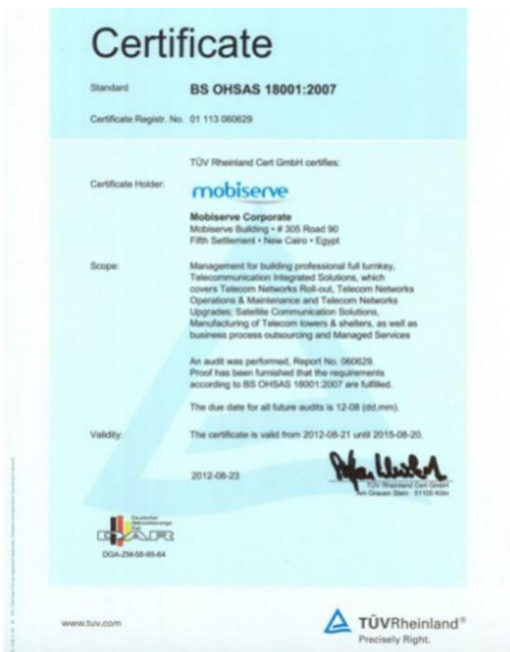 Certificate
Standard BS OHSAS 18001:2007
Certificate Registr. No. 01 113 060629
TÜV Rheinland Cert GmbH certifies:
Certificate Holder: mobiserve
Mobiserve Corporate
Mobiserve Building • # 305 Road 90
Fifth Settlement • New Cairo • Egypt
Scope: Management for building professional full turnkey,
Telecommunication Integrated Solutions, which
covers Telecom Networks Roll-out, Telecom Networks
Operations & Maintenance and Telecom Networks
Upgrades; Satellite Communication Solutions,
Manufacturing of Telecom towers & shelters, as well as
business process outsourcing and Managed Services
An audit was performed, Report No. 060629.
Proof has been furnished that the requirements
according to BS OHSAS 18001:2007 are fulfilled.
The due date for all future audits is 12-08 (dd.mm).
Validity: The certificate is valid from 2012-08-21 until 2015-08-20.
2012-08-23
TÜV Rheinland Cert GmbH
Am Grauen Stein · 51105 Köln
Deutscher
Akkreditierungs
Rat
DAR
DGA-ZM-58-95-64
www.tuv.com
TÜVRheinland®
Precisely Right.